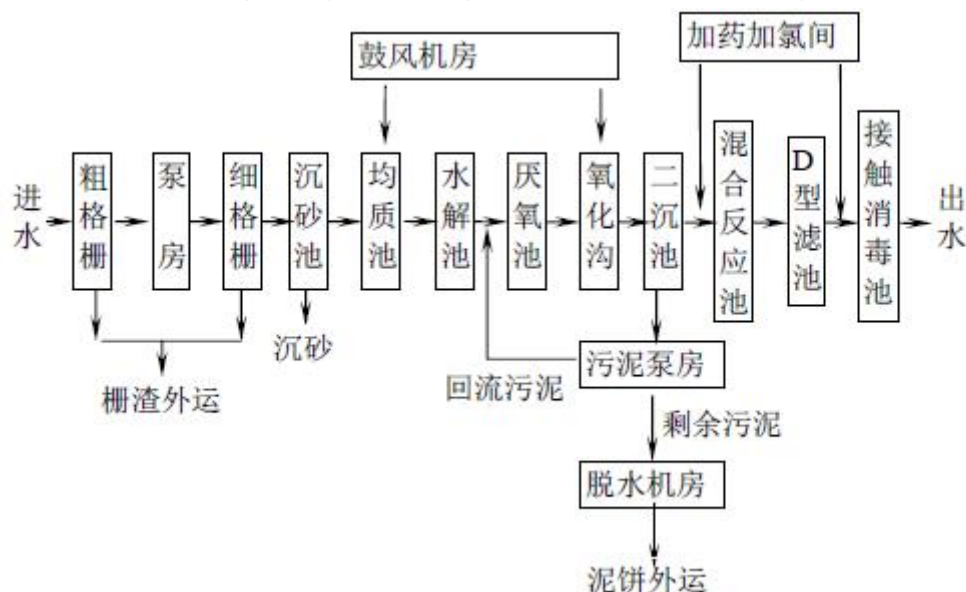 鼓风机房
加药加氯间
进水
粗格栅
泵房
细格栅
沉砂池
均质池
水解池
厌氧池
氧化沟
二沉池
混合反应池
D型滤池
接触消毒池
出水
沉砂
栅渣外运
回流污泥
污泥泵房
剩余污泥
脱水机房
泥饼外运